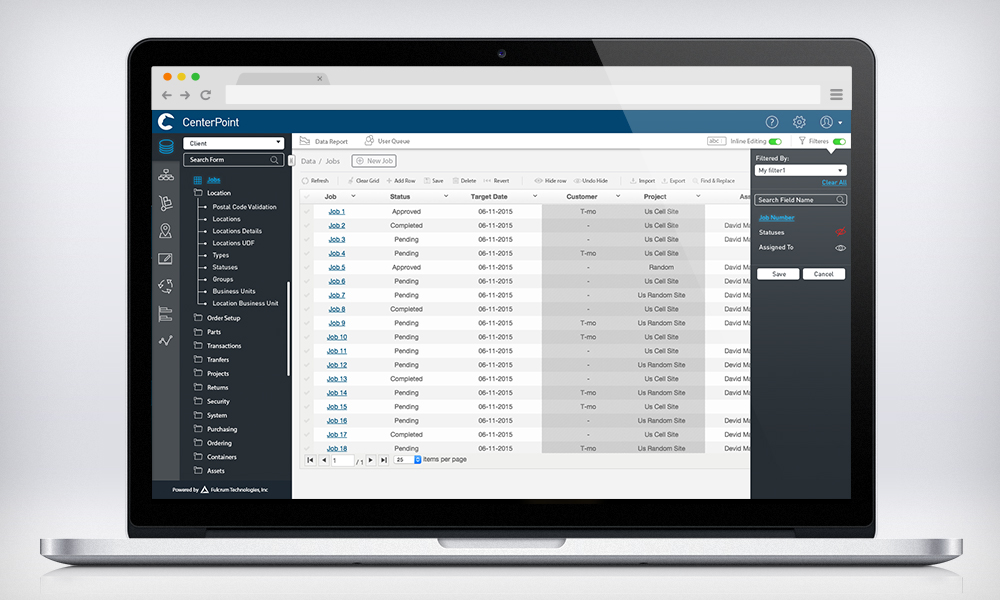 CenterPoint
Client
Data Report User Queue abc Inline Editing Filteres
Search Form
Data / Jobs New Job
Filtered By:
My filter1
Clear All
Refresh Clear Grid Add Row Save Delete Revert Hide row Undo Hide Import Export Find & Replace
Search Field Name
Job Number
Statuses
Assigned To
Save Cancel
Jobs
Location
Postal Code Validation
Locations
Locations Details
Locations UDF
Types
Statuses
Groups
Business Units
Location Business Unit
Order Setup
Parts
Transactions
Tranfers
Projects
Returns
Security
System
Purchasing
Ordering
Containers
Assets
Powered by Fulcrum Technologies, Inc
Job Status Target Date Customer Project
Job 1 Approved 06-11-2015 T-mo Us Cell Site
Job 2 Completed 06-11-2015 - Us Cell Site David
Job 3 Pending 06-11-2015 - Us Cell Site David
Job 4 Pending 06-11-2015 T-mo Us Cell Site
Job 5 Approved 06-11-2015 - Random David
Job 6 Pending 06-11-2015 - Us Cell Site David
Job 7 Pending 06-11-2015 - Us Random Site David
Job 8 Completed 06-11-2015 - Us Cell Site David
Job 9 Pending 06-11-2015 T-mo Us Random Site David
Job 10 Pending 06-11-2015 T-mo Us Cell Site
Job 11 Pending 06-11-2015 - Us Cell Site David
Job 12 Pending 06-11-2015 - Us Random Site David
Job 13 Completed 06-11-2015 - Us Cell Site David
Job 14 Pending 06-11-2015 T-mo Us Random Site David
Job 15 Pending 06-11-2015 T-mo Us Cell Site
Job 16 Pending 06-11-2015 - Us Cell Site David
Job 17 Completed 06-11-2015 - Us Cell Site David
Job 18 Pending 06-11-2015 T-mo Us Random Site David
1 / 1 25 items per page